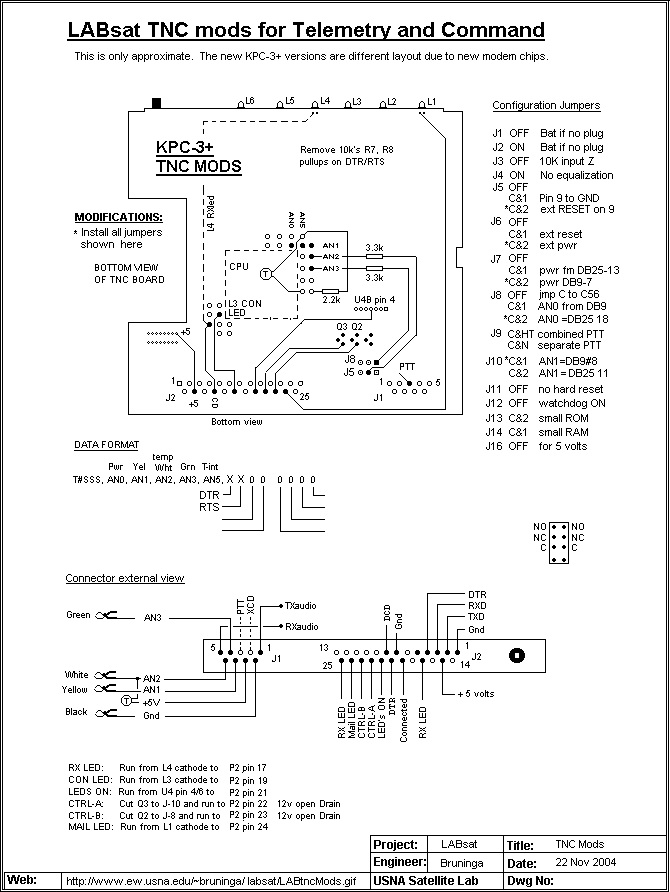 LABsat TNC mods for Telemetry and Command
This is only approximate. The new KPC-3+ versions are different layout due to new modem chips.
L6 L5 L4 L3 L2 L1
KPC-3+
TNC MODS
Remove 10k's R7, R8
pullups on DTR/RTS
L4 RXled
MODIFICATIONS:
* Install all jumpers
shown here
BOTTOM VIEW
OF TNC BOARD
AN0 AN5
AN1
AN2
AN3
3.3k
3.3k
2.2k
CPU
T
L3 CON
LED
U4B pin 4
Q3 Q2
+5
J8
J5
PTT
1 25
J2
+5
CD
1 5
J1
Bottom view
Configuration Jumpers
J1 OFF Bat if no plug
J2 ON Bat if no plug
J3 OFF 10K input Z
J4 ON No equalization
J5 OFF
C&1 Pin 9 to GND
*C&2 ext RESET on 9
J6 OFF
C&1 ext reset
*C&2 ext pwr
J7 OFF
C&1 pwr fm DB25-13
*C&2 pwr DB9-7
J8 OFF jmp C to C56
C&1 AN0 from DB9
*C&2 AN0 =DB25 18
J9 C&HT combined PTT
C&N separate PTT
J10 *C&1 AN1=DB9#8
C&2 AN1 = DB25 11
J11 OFF no hard reset
J12 OFF watchdog ON
J13 C&2 small ROM
J14 C&1 small RAM
J16 OFF for 5 volts
DATA FORMAT
temp
Pwr Yel Wht Grn T-int
T#SSS, AN0, AN1, AN2, AN3, AN5, X X 0 0 0 0 0 0
DTR
RTS
NO NO
NC NC
C C
Connector external view
Green AN3
PTT
XCD
TXaudio
RXaudio
5 1
J1
White AN2
Yellow AN1
T +5V
Black Gnd
DCD
Gnd
DTR
RXD
TXD
Gnd
13 1
25 14
J2
RX LED
Mail LED
CTRL-B
CTRL-A
LED's ON
DTR
Connected
RX LED
+ 5 volts
RX LED: Run from L4 cathode to P2 pin 17
CON LED: Run from L3 cathode to P2 pin 19
LEDS ON: Run from U4 pin 4/6 to P2 pin 21
CTRL-A: Cut Q3 to J-10 and run to P2 pin 22 12v open Drain
CTRL-B: Cut Q2 to J-8 and run to P2 pin 23 12v open Drain
MAIL LED: Run from L1 cathode to P2 pin 24
Project: LABsat Title: TNC Mods
Engineer: Bruninga Date: 22 Nov 2004
Web: http://www.ew.usna.edu/~bruninga/labsat/LABtncMods.gif USNA Satellite Lab Dwg No: